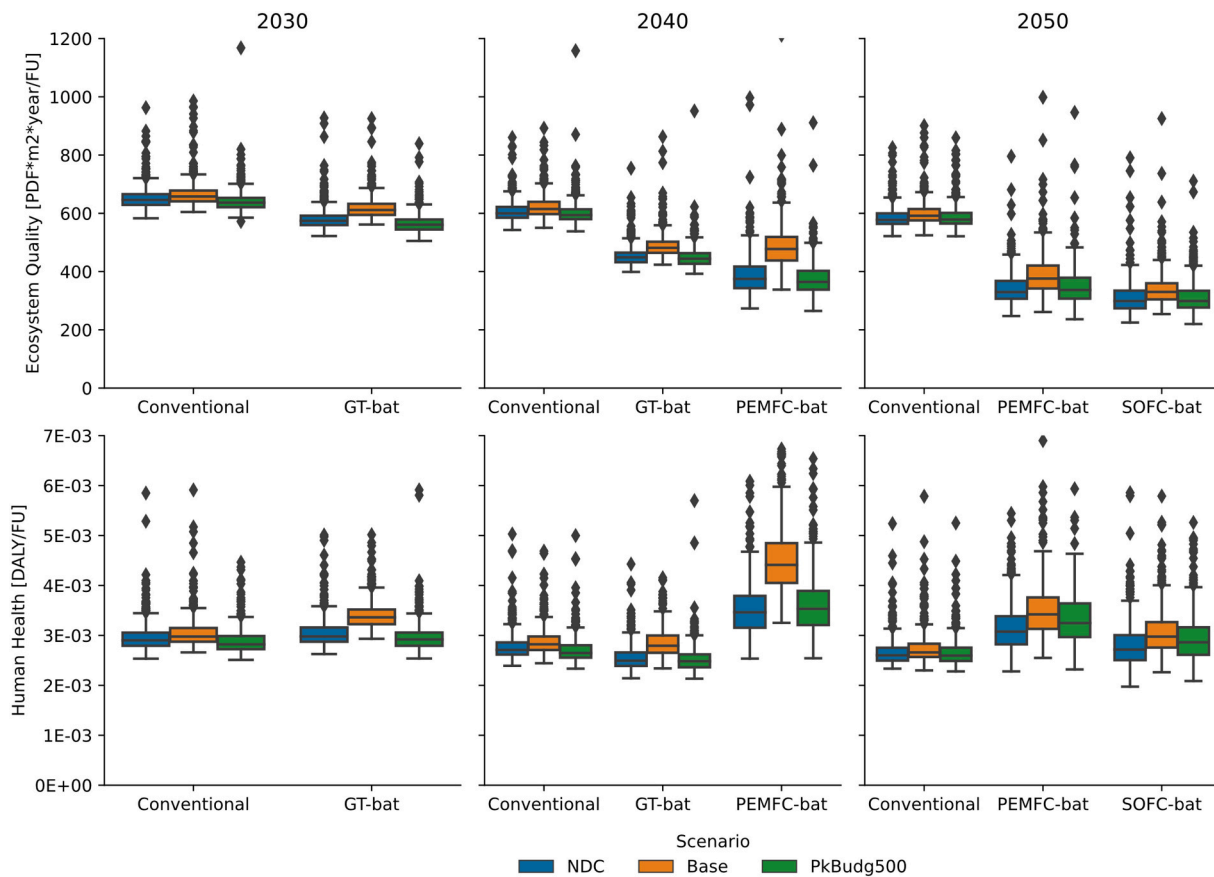 2030 2040 2050
Ecosystem Quality [PDF*m2*year/FU]
1200
1000
800
600
400
200
0
Conventional GT-bat Conventional GT-bat PEMFC-bat Conventional PEMFC-bat SOFC-bat
Human Health [DALY/FU]
7E-03
6E-03
5E-03
4E-03
3E-03
2E-03
1E-03
0E+00
Conventional GT-bat Conventional GT-bat PEMFC-bat Conventional PEMFC-bat SOFC-bat
Scenario
NDC Base PkBudg500